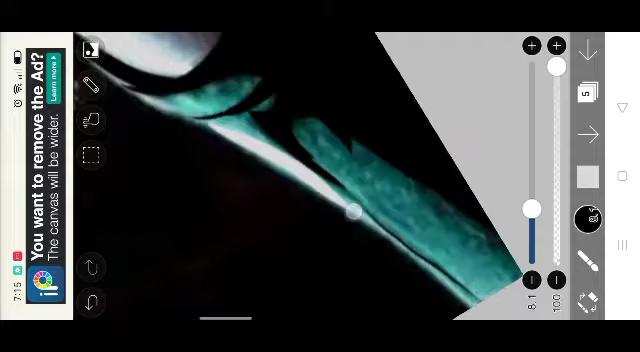 7:15
You want to remove the Ad?
The canvas will be wider.
Learn more
8.1
100
5